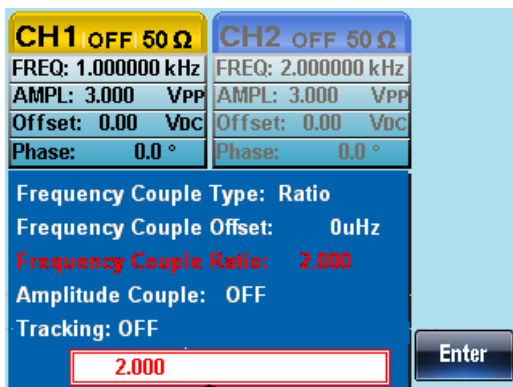 CH1 OFF 50 Ω CH2 OFF 50 Ω
FREQ: 1.000000 kHz FREQ: 2.000000 kHz
AMPL: 3.000 VPP AMPL: 3.000 VPP
Offset: 0.00 VDC Offset: 0.00 VDC
Phase: 0.0 ° Phase: 0.0 °
Frequency Couple Type: Ratio
Frequency Couple Offset: 0uHz
Frequency Couple Ratio: 2.000
Amplitude Couple: OFF
Tracking: OFF
2.000
Enter